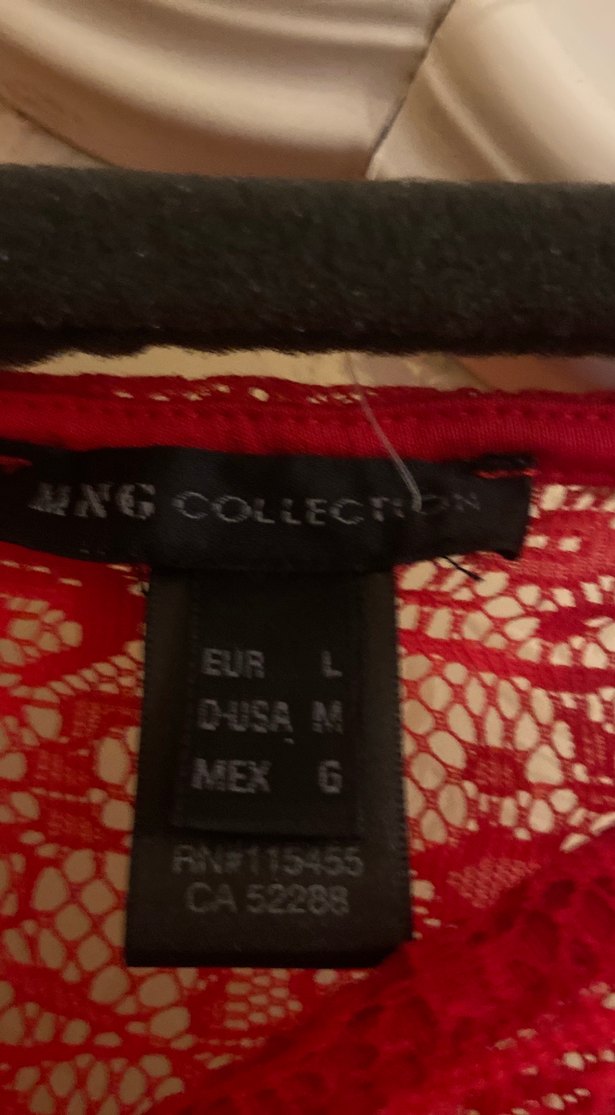 MNG COLLECTION
EUR L
D-USA M
MEX G
RN#115455
CA 52288